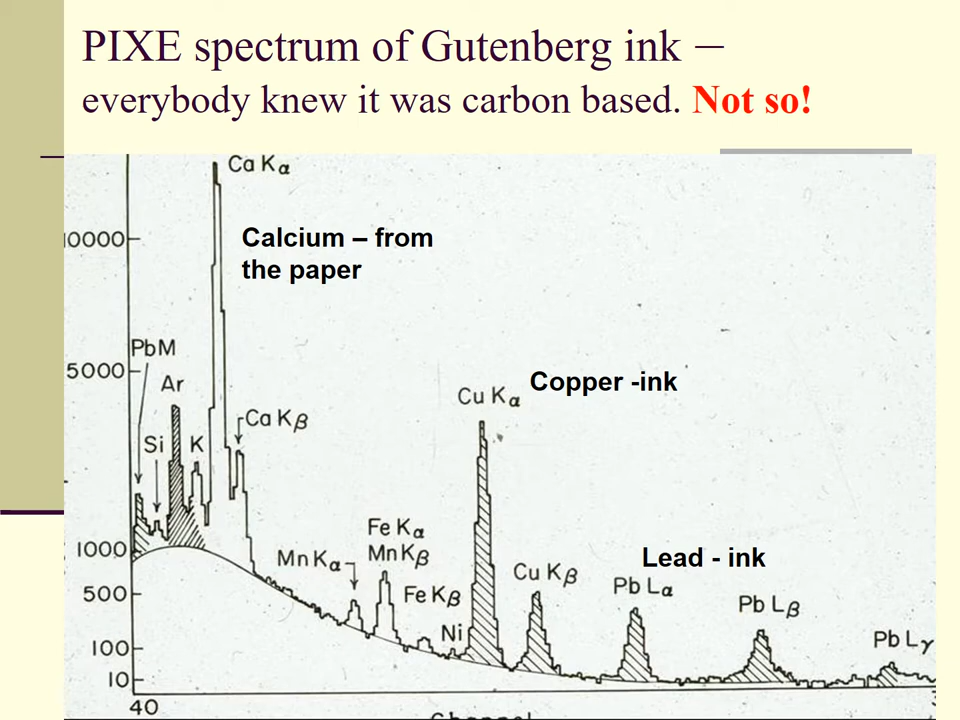 PIXE spectrum of Gutenberg ink –
everybody knew it was carbon based. Not so!
Ca Kα
10000
Calcium – from
the paper
Pb M
5000
Ar
Copper -ink
Cu Kα
Ca Kβ
Si
K
Fe Kα
1000
Mn Kα
Mn Kβ
Lead - ink
Cu Kβ
Pb Lα
500
Fe Kβ
Pb Lβ
Ni
100
Pb Lγ
10
40
Channel